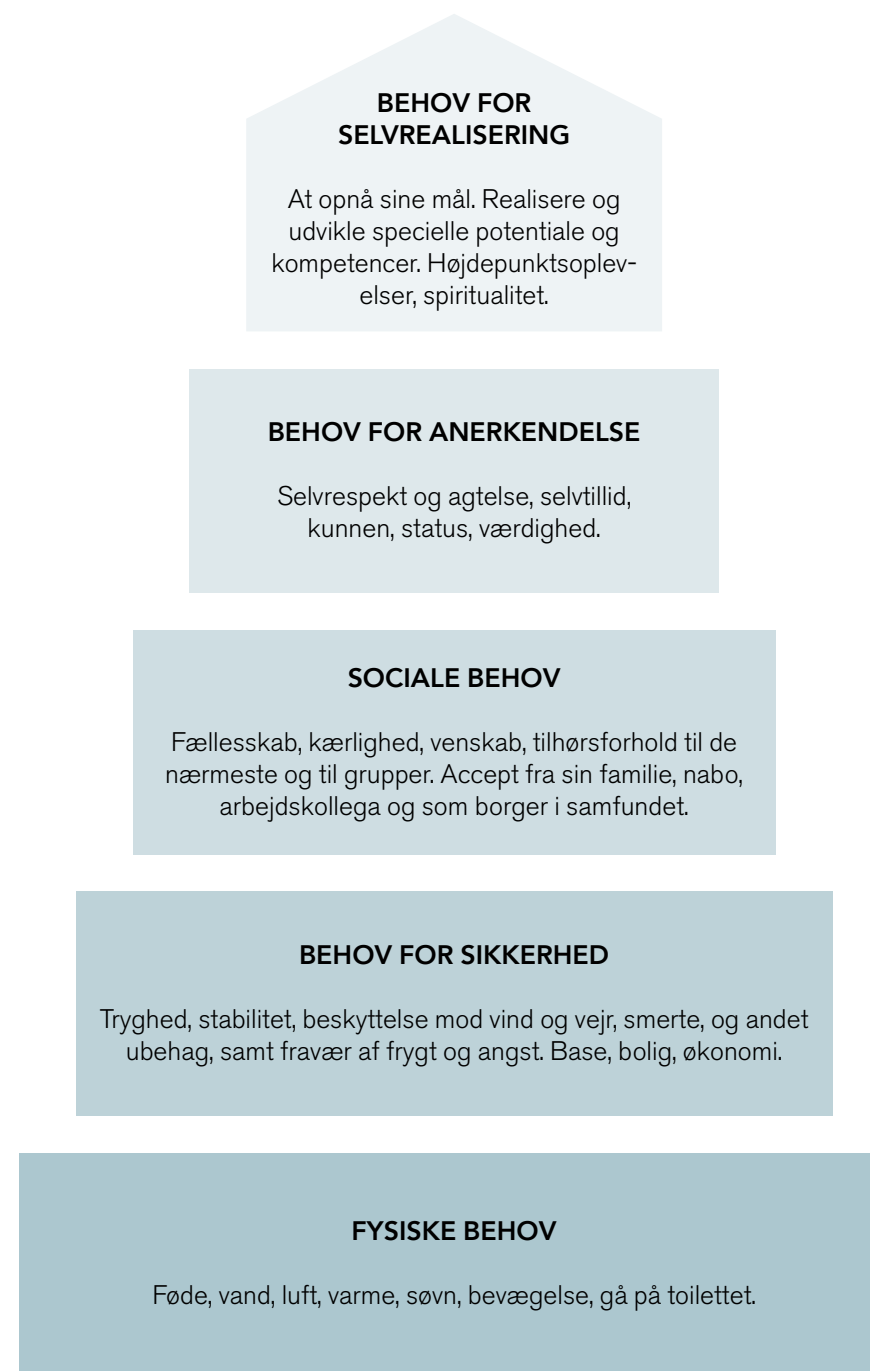 BEHOV FOR
SELVREALISERING
At opnå sine mål. Realisere og
udvikle specielle potentiale og
kompetencer. Højdepunktsoplev-
elser, spiritualitet.
BEHOV FOR ANERKENDELSE
Selvrespekt og agtelse, selvtillid,
kunnen, status, værdighed.
SOCIALE BEHOV
Fællesskab, kærlighed, venskab, tilhørsforhold til de
nærmeste og til grupper. Accept fra sin familie, nabo,
arbejdskollega og som borger i samfundet.
BEHOV FOR SIKKERHED
Tryghed, stabilitet, beskyttelse mod vind og vejr, smerte, og andet
ubehag, samt fravær af frygt og angst. Base, bolig, økonomi.
FYSISKE BEHOV
Føde, vand, luft, varme, søvn, bevægelse, gå på toilettet.